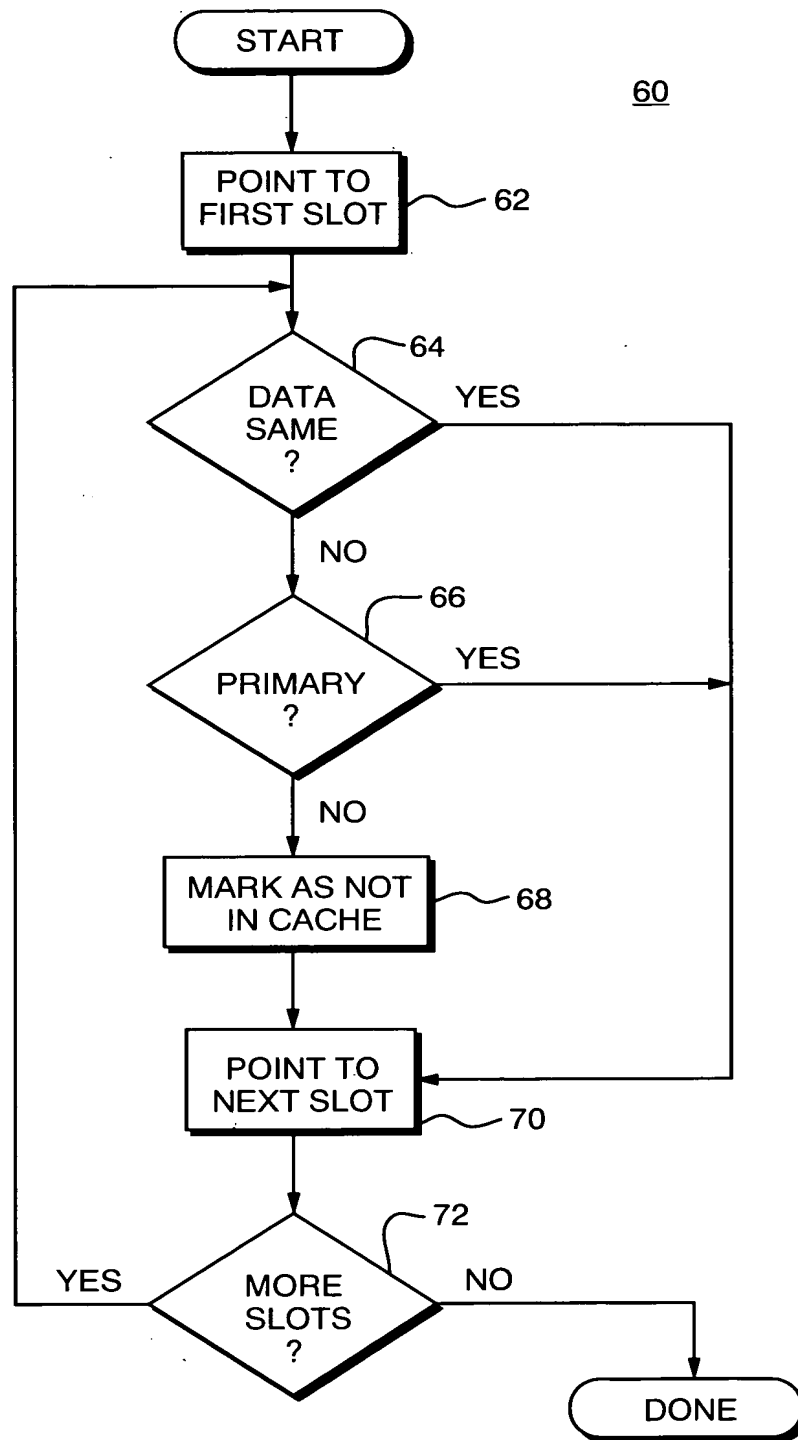 START
60
POINT TO
FIRST SLOT
62
64
DATA
SAME
?
YES
NO
66
PRIMARY
?
YES
NO
MARK AS NOT
IN CACHE
68
POINT TO
NEXT SLOT
70
72
YES
MORE
SLOTS
?
NO
DONE